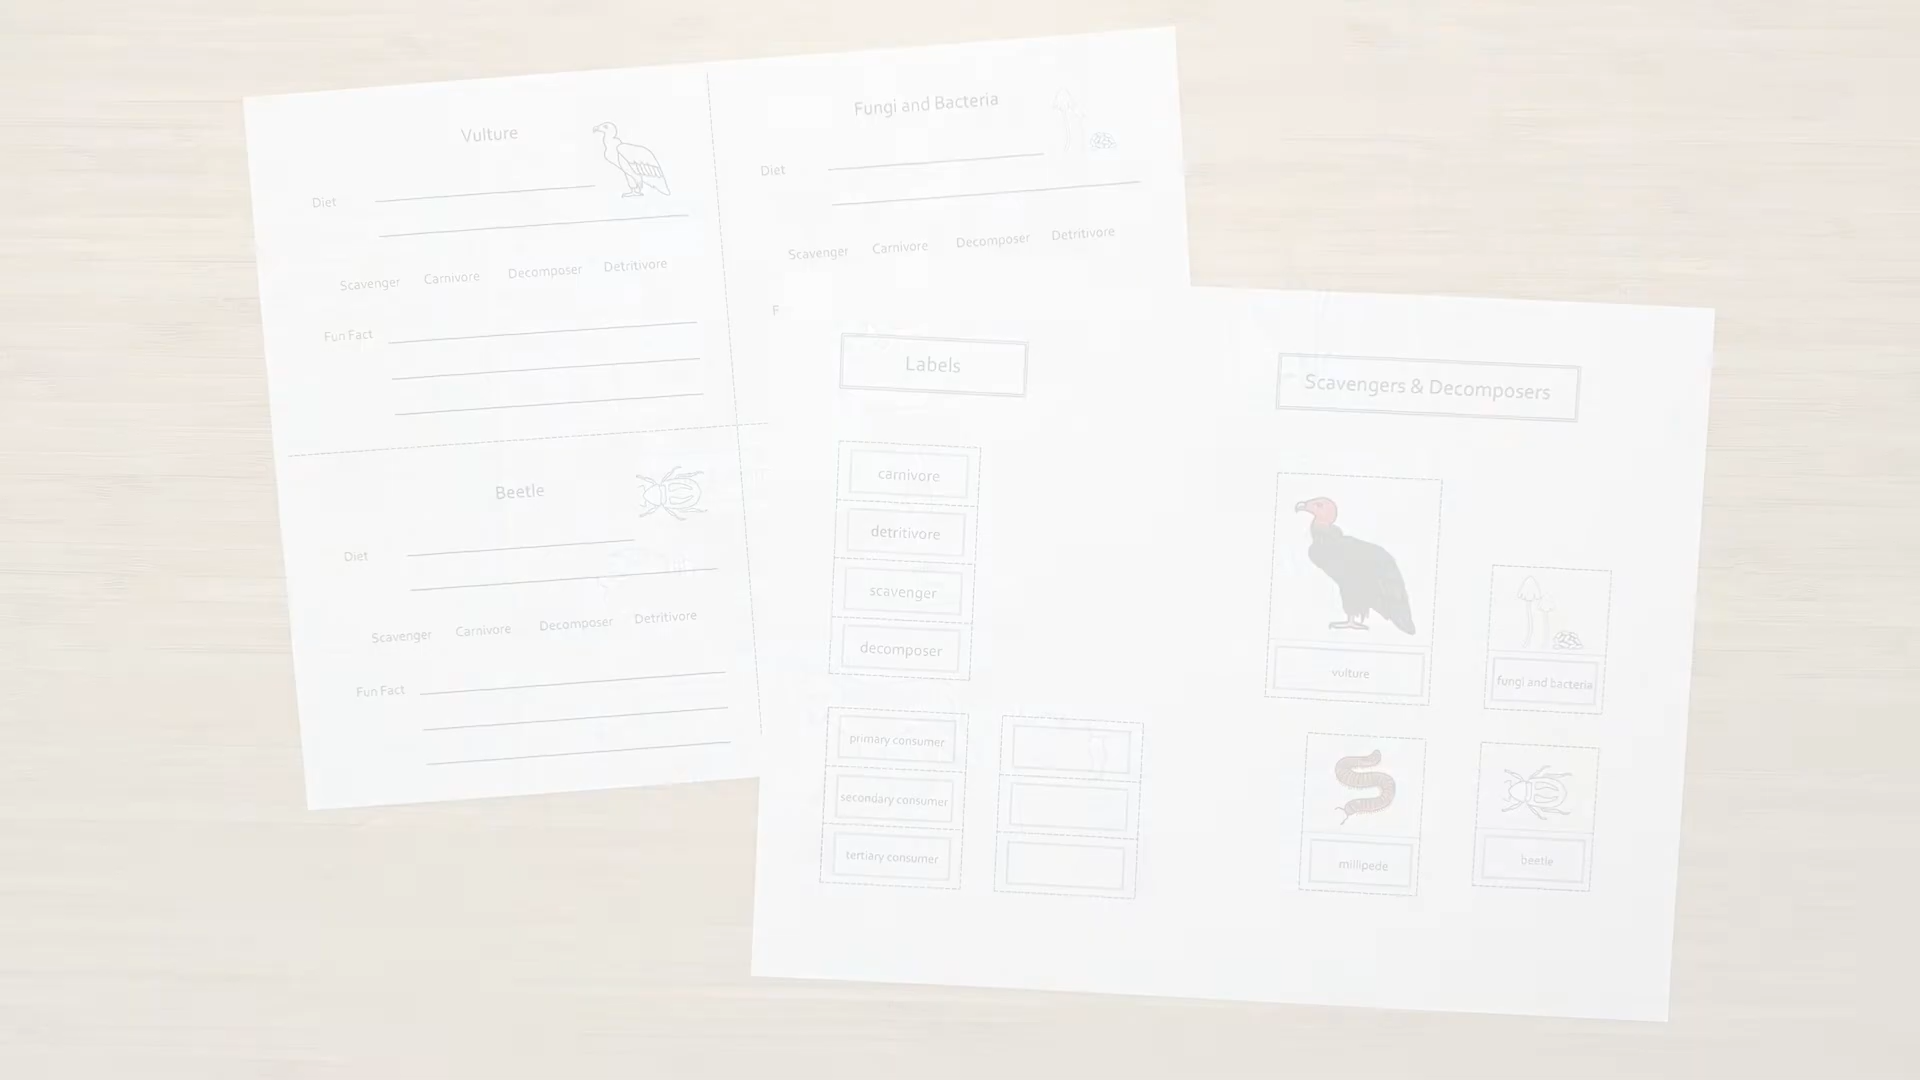 Vulture
Diet
Scavenger Carnivore Decomposer Detritivore
Fun Fact
Fungi and Bacteria
Diet
Scavenger Carnivore Decomposer Detritivore
F
Beetle
Diet
Scavenger Carnivore Decomposer Detritivore
Fun Fact
Labels
carnivore
detritivore
scavenger
decomposer
primary consumer
secondary consumer
tertiary consumer
Scavengers & Decomposers
vulture
fungi and bacteria
millipede
beetle